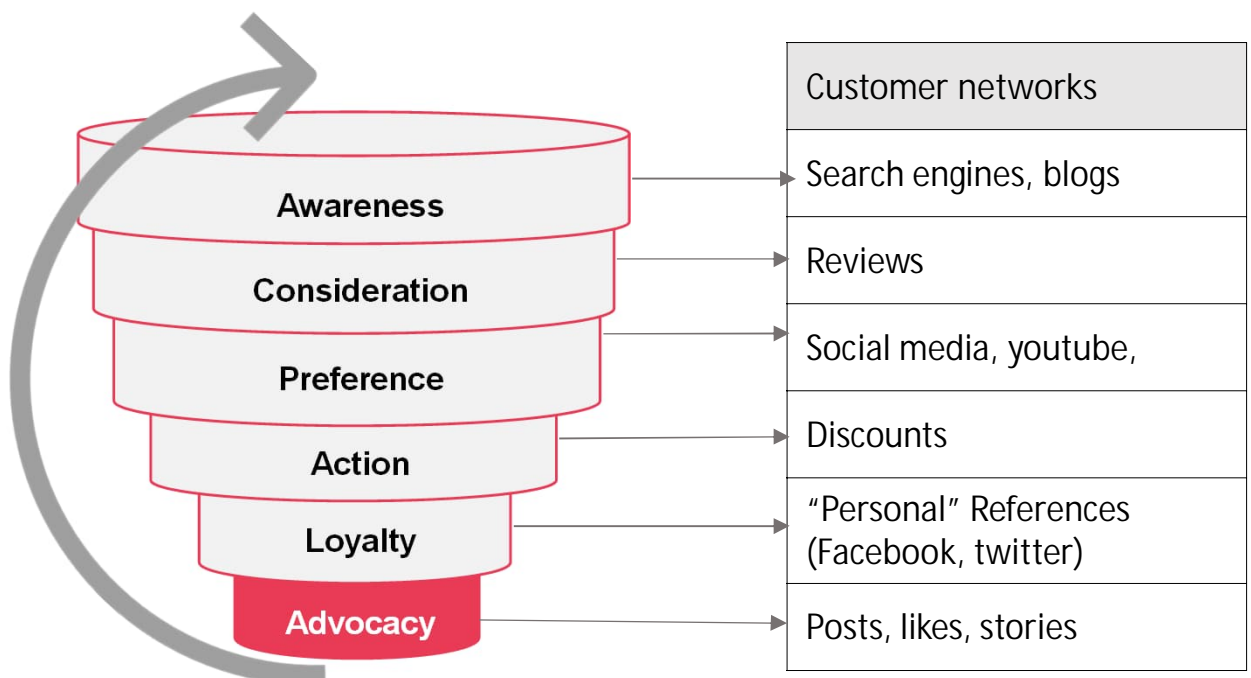 Customer networks
Awareness
Search engines, blogs
Consideration
Reviews
Preference
Social media, youtube,
Action
Discounts
Loyalty
“Personal” References
(Facebook, twitter)
Advocacy
Posts, likes, stories